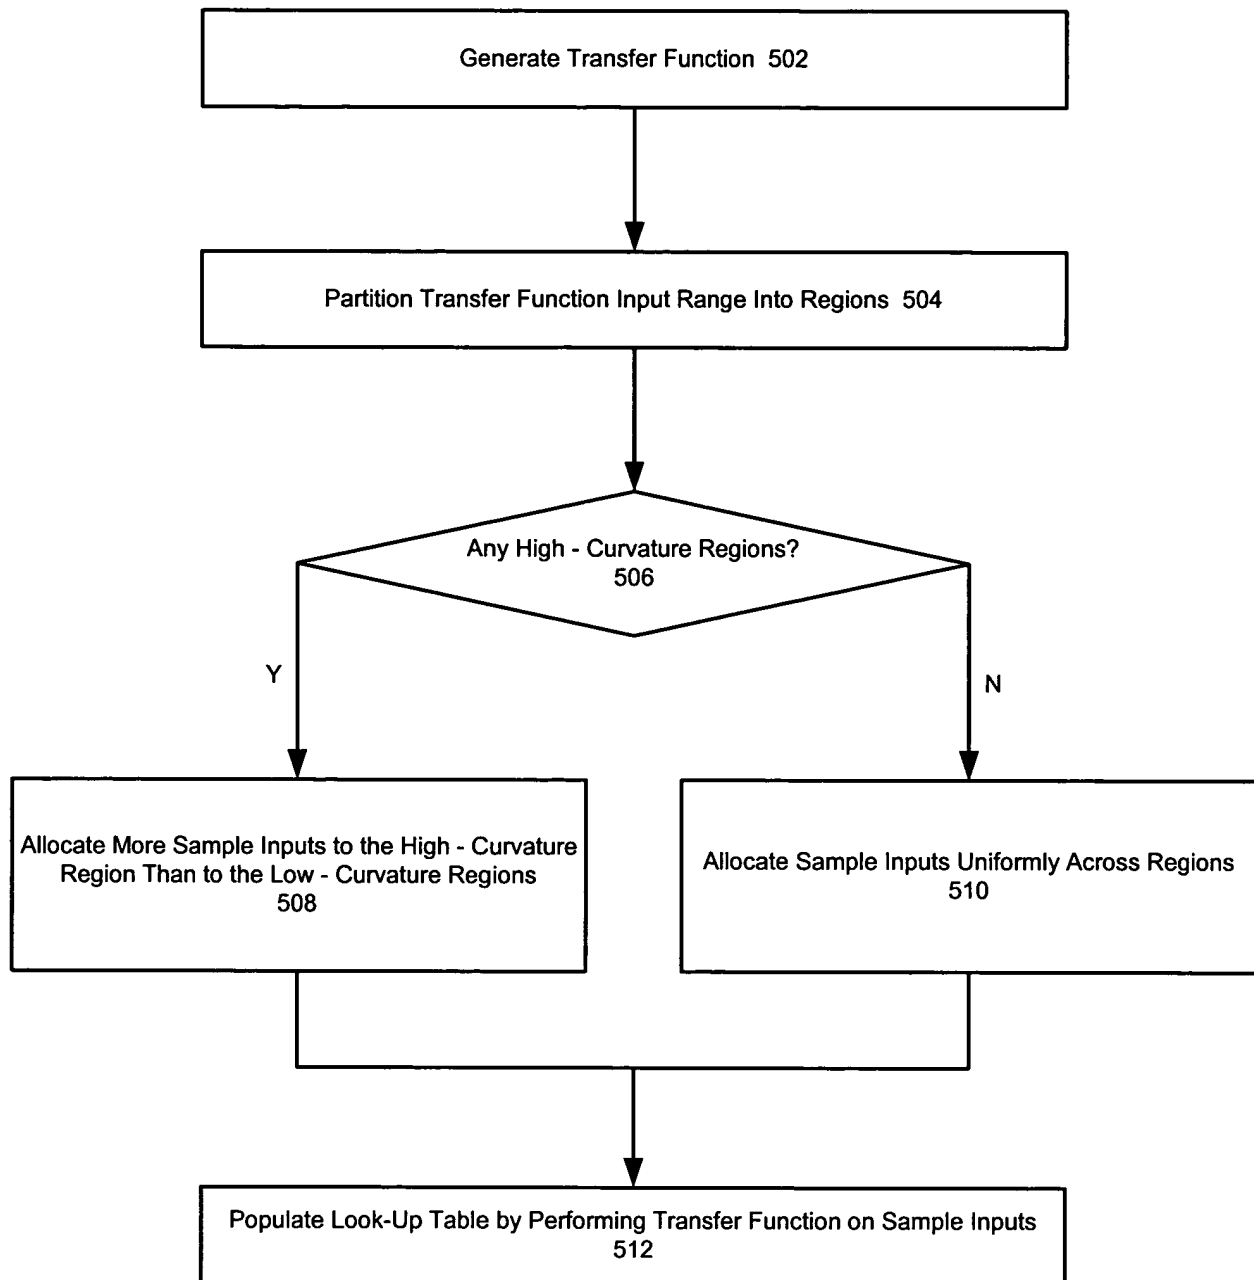 Generate Transfer Function 502
Partition Transfer Function Input Range Into Regions 504
Any High - Curvature Regions?
506
Y
N
Allocate More Sample Inputs to the High - Curvature
Region Than to the Low - Curvature Regions
508
Allocate Sample Inputs Uniformly Across Regions
510
Populate Look-Up Table by Performing Transfer Function on Sample Inputs
512